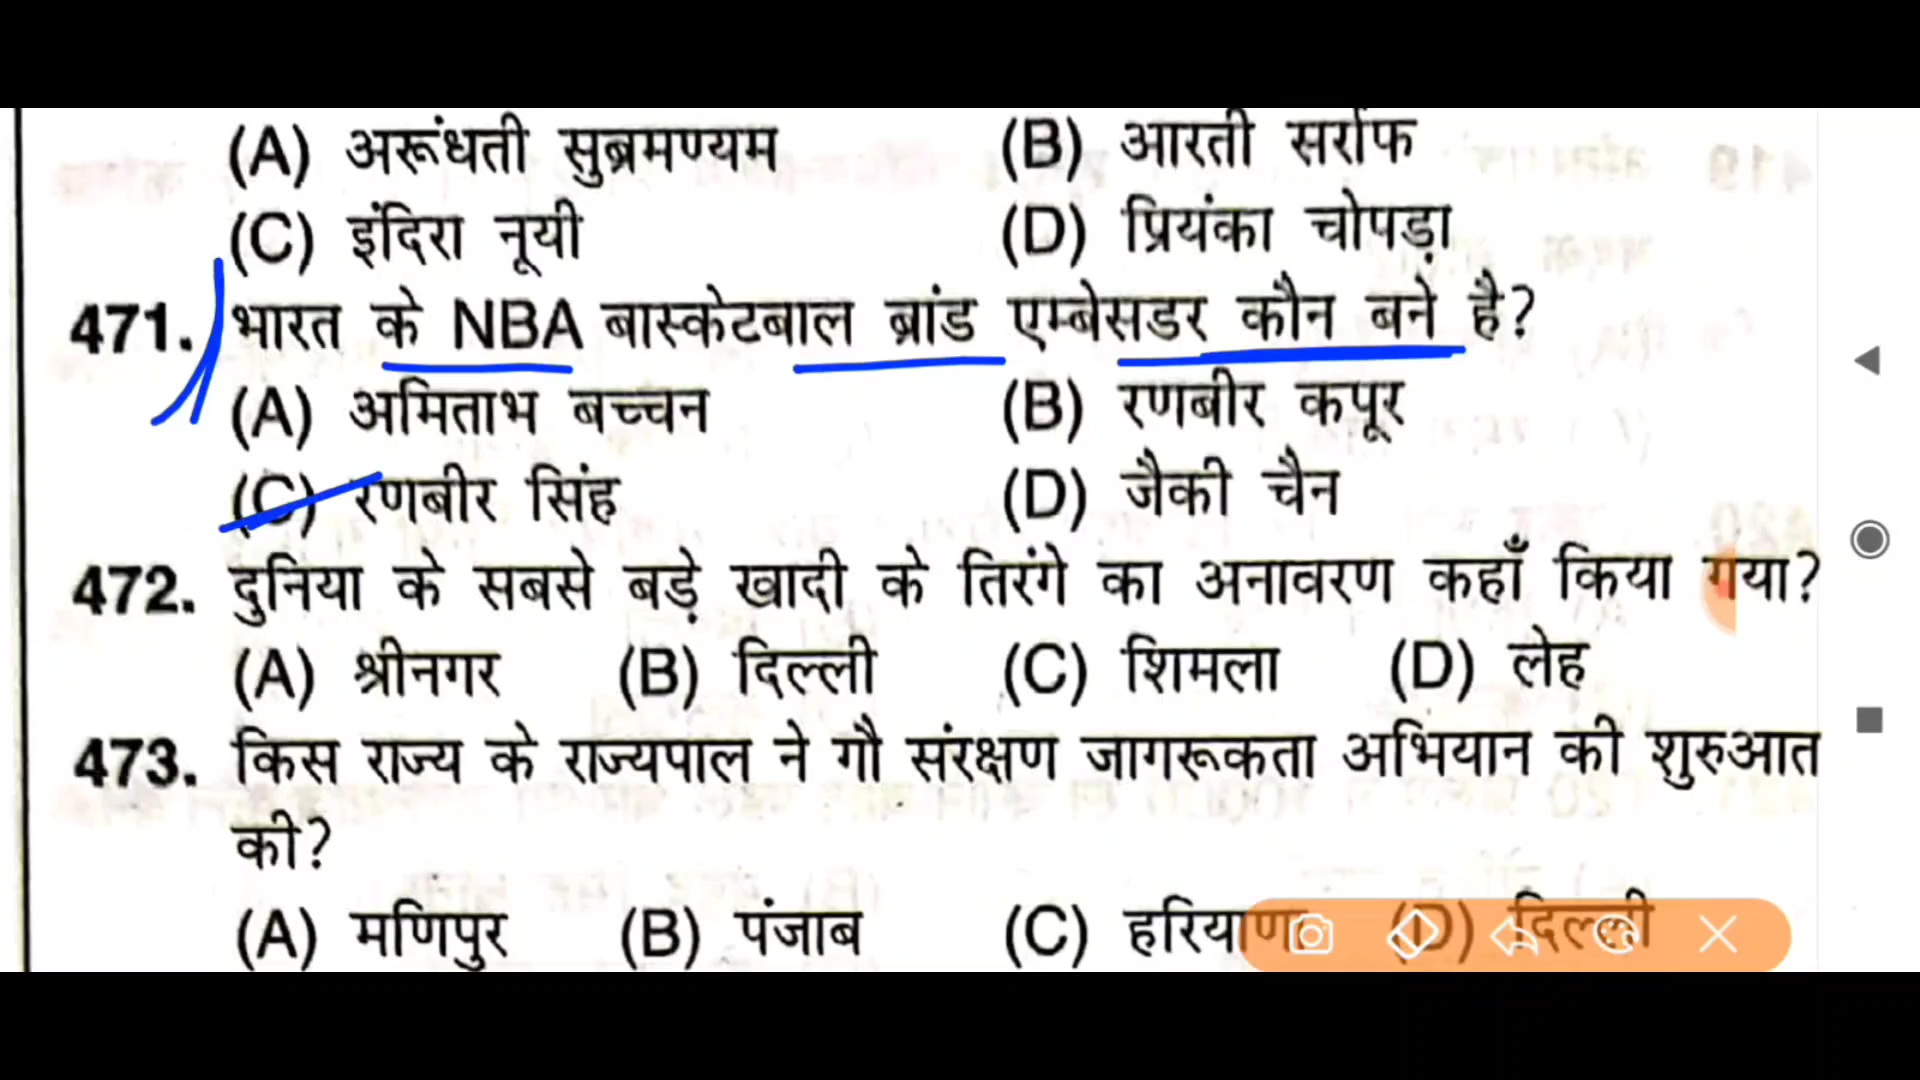 (A) अरूंधती सुब्रमण्यम (B) आरती सर्राफ
(C) इंदिरा नूयी (D) प्रियंका चोपड़ा
471. भारत के NBA बास्केटबाल ब्रांड एम्बेसडर कौन बने है?
(A) अमिताभ बच्चन (B) रणबीर कपूर
(C) रणबीर सिंह (D) जैकी चैन
472. दुनिया के सबसे बड़े खादी के तिरंगे का अनावरण कहाँ किया गया?
(A) श्रीनगर (B) दिल्ली (C) शिमला (D) लेह
473. किस राज्य के राज्यपाल ने गौ संरक्षण जागरूकता अभियान की शुरुआत
की?
(A) मणिपुर (B) पंजाब (C) हरियाणा (D) दिल्ली